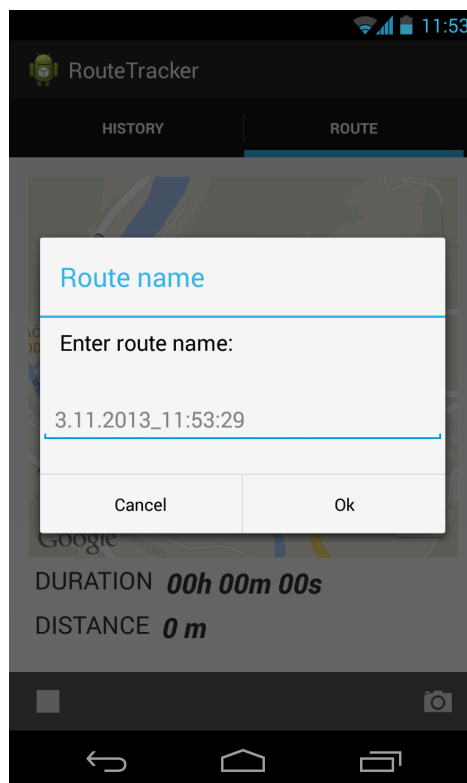 11:53
RouteTracker
HISTORY
ROUTE
Route name
Enter route name:
3.11.2013_11:53:29
Cancel
Ok
Google
DURATION 00h 00m 00s
DISTANCE 0 m